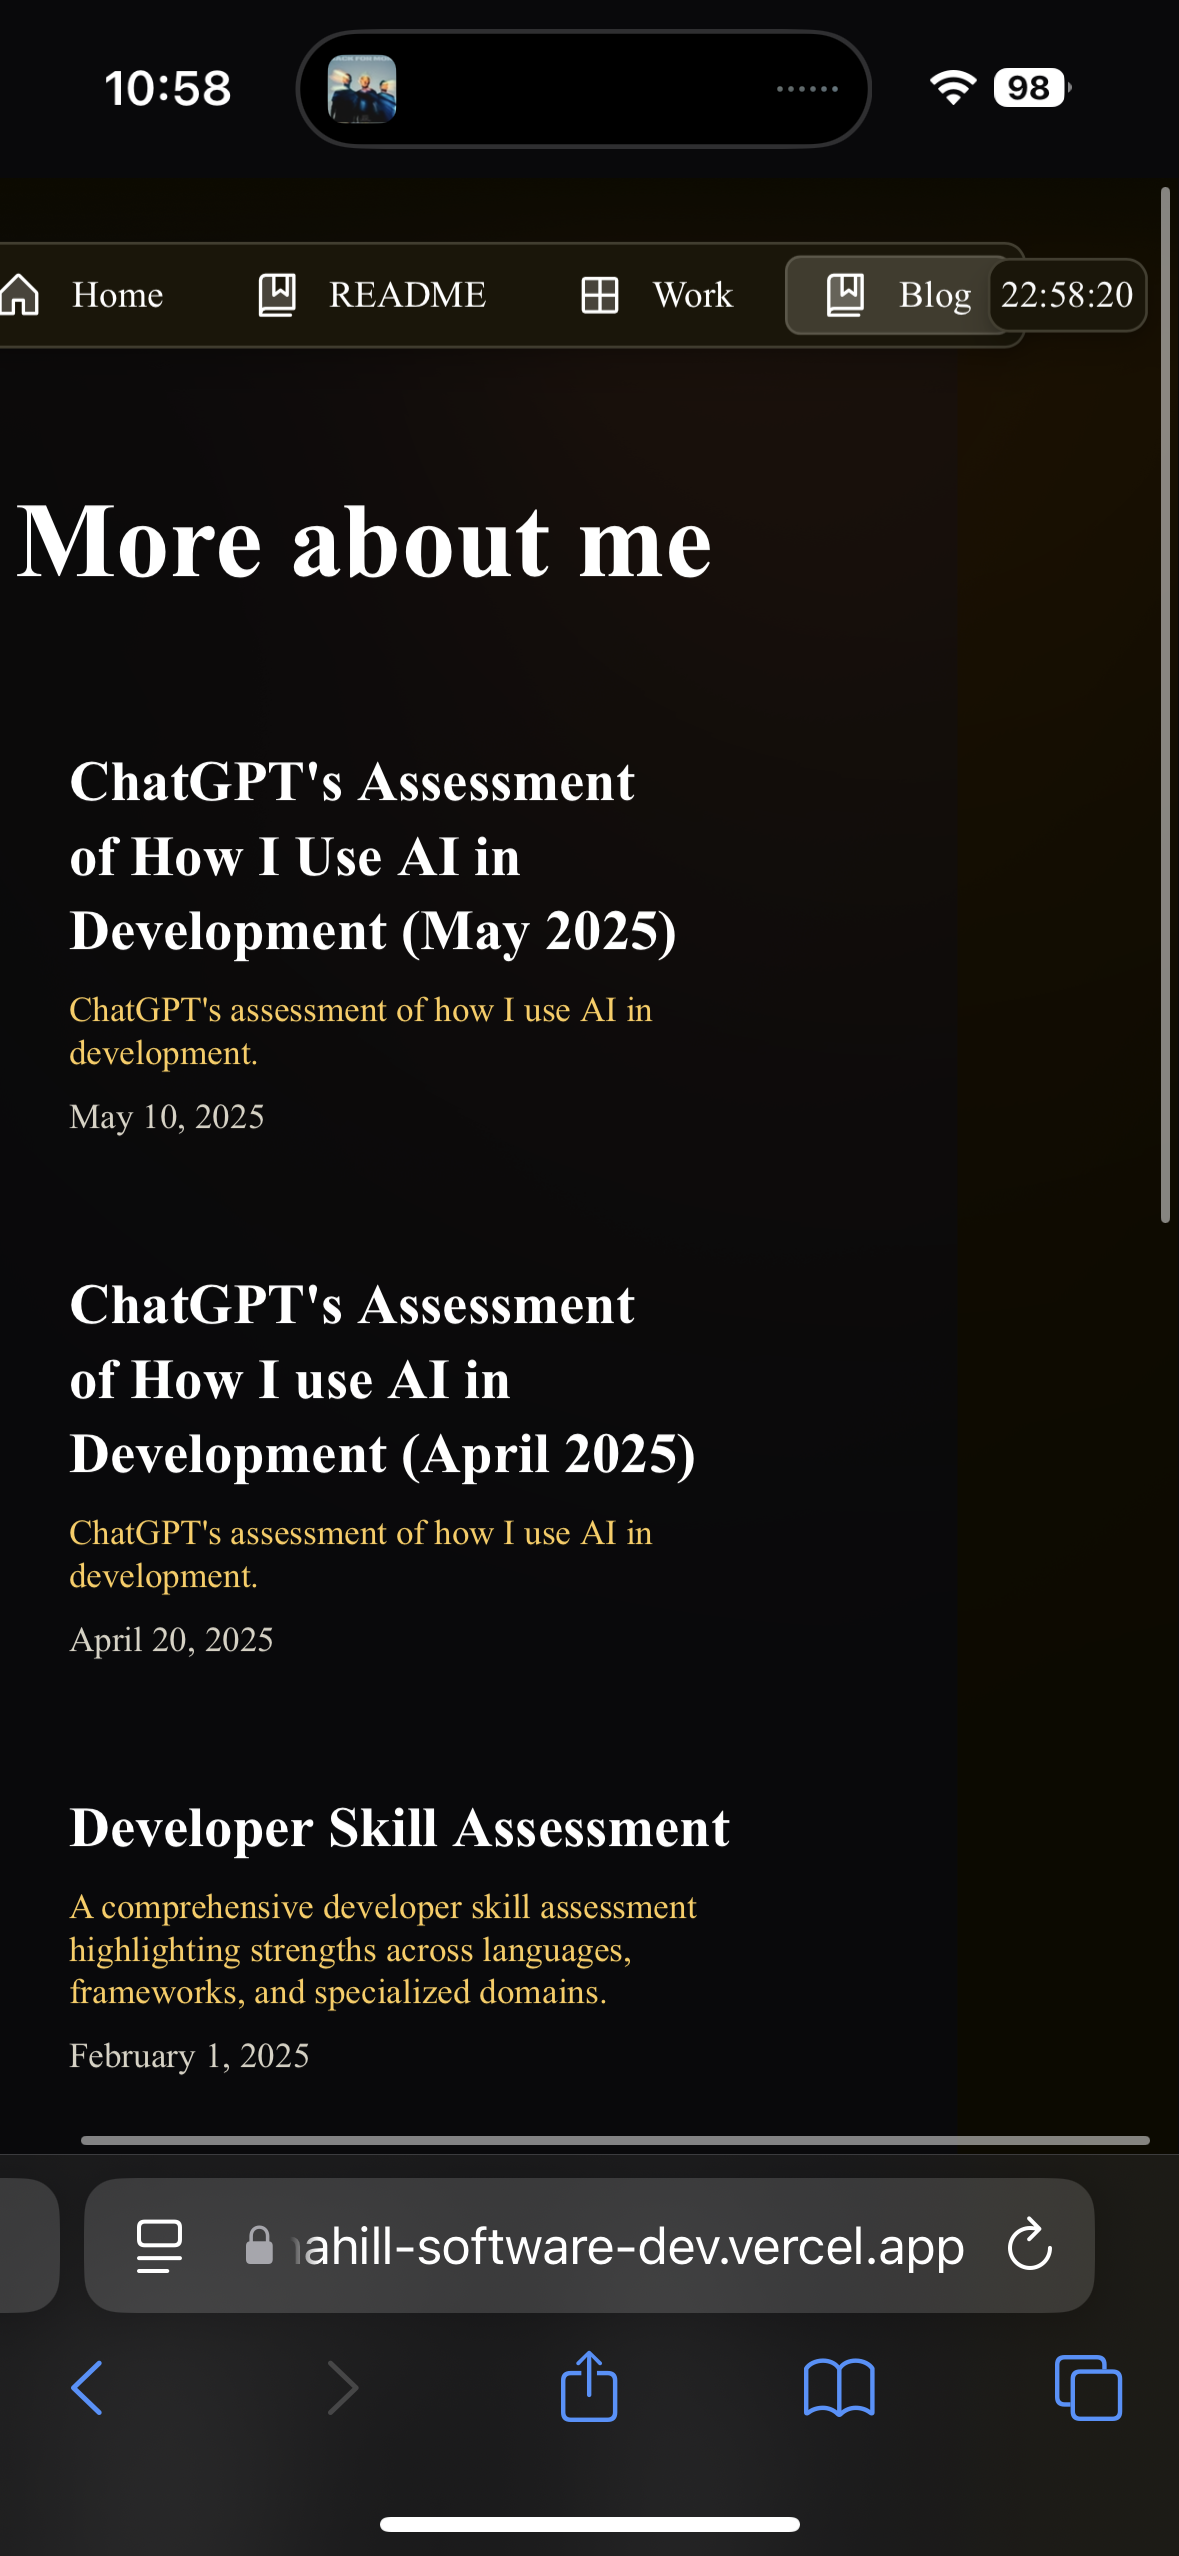 10:58
98
Home README Work Blog 22:58:20
More about me
ChatGPT's Assessment
of How I Use AI in
Development (May 2025)
ChatGPT's assessment of how I use AI in
development.
May 10, 2025
ChatGPT's Assessment
of How I use AI in
Development (April 2025)
ChatGPT's assessment of how I use AI in
development.
April 20, 2025
Developer Skill Assessment
A comprehensive developer skill assessment
highlighting strengths across languages,
frameworks, and specialized domains.
February 1, 2025
ahill-software-dev.vercel.app